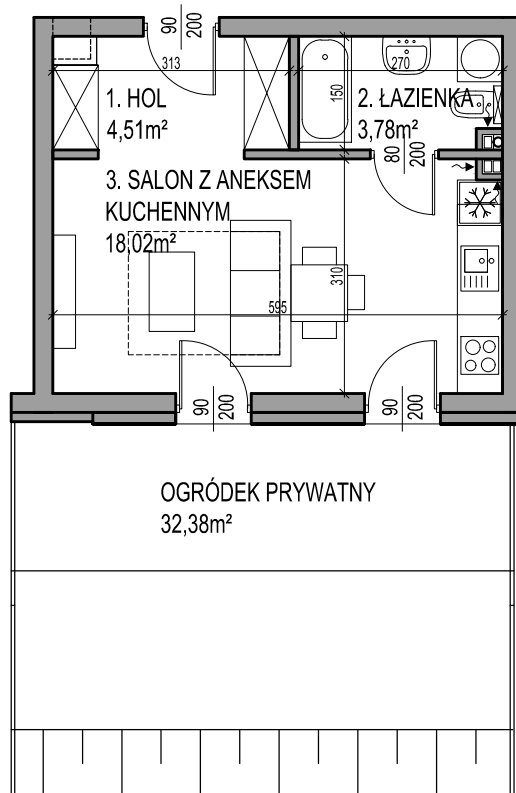 90
200
313
270
1. HOL
4,51m²
150
2. ŁAZIENKA
3,78m²
80
200
3. SALON Z ANEKSEM
KUCHENNYM
18,02m²
310
595
90
200
90
200
OGRÓDEK PRYWATNY
32,38m²